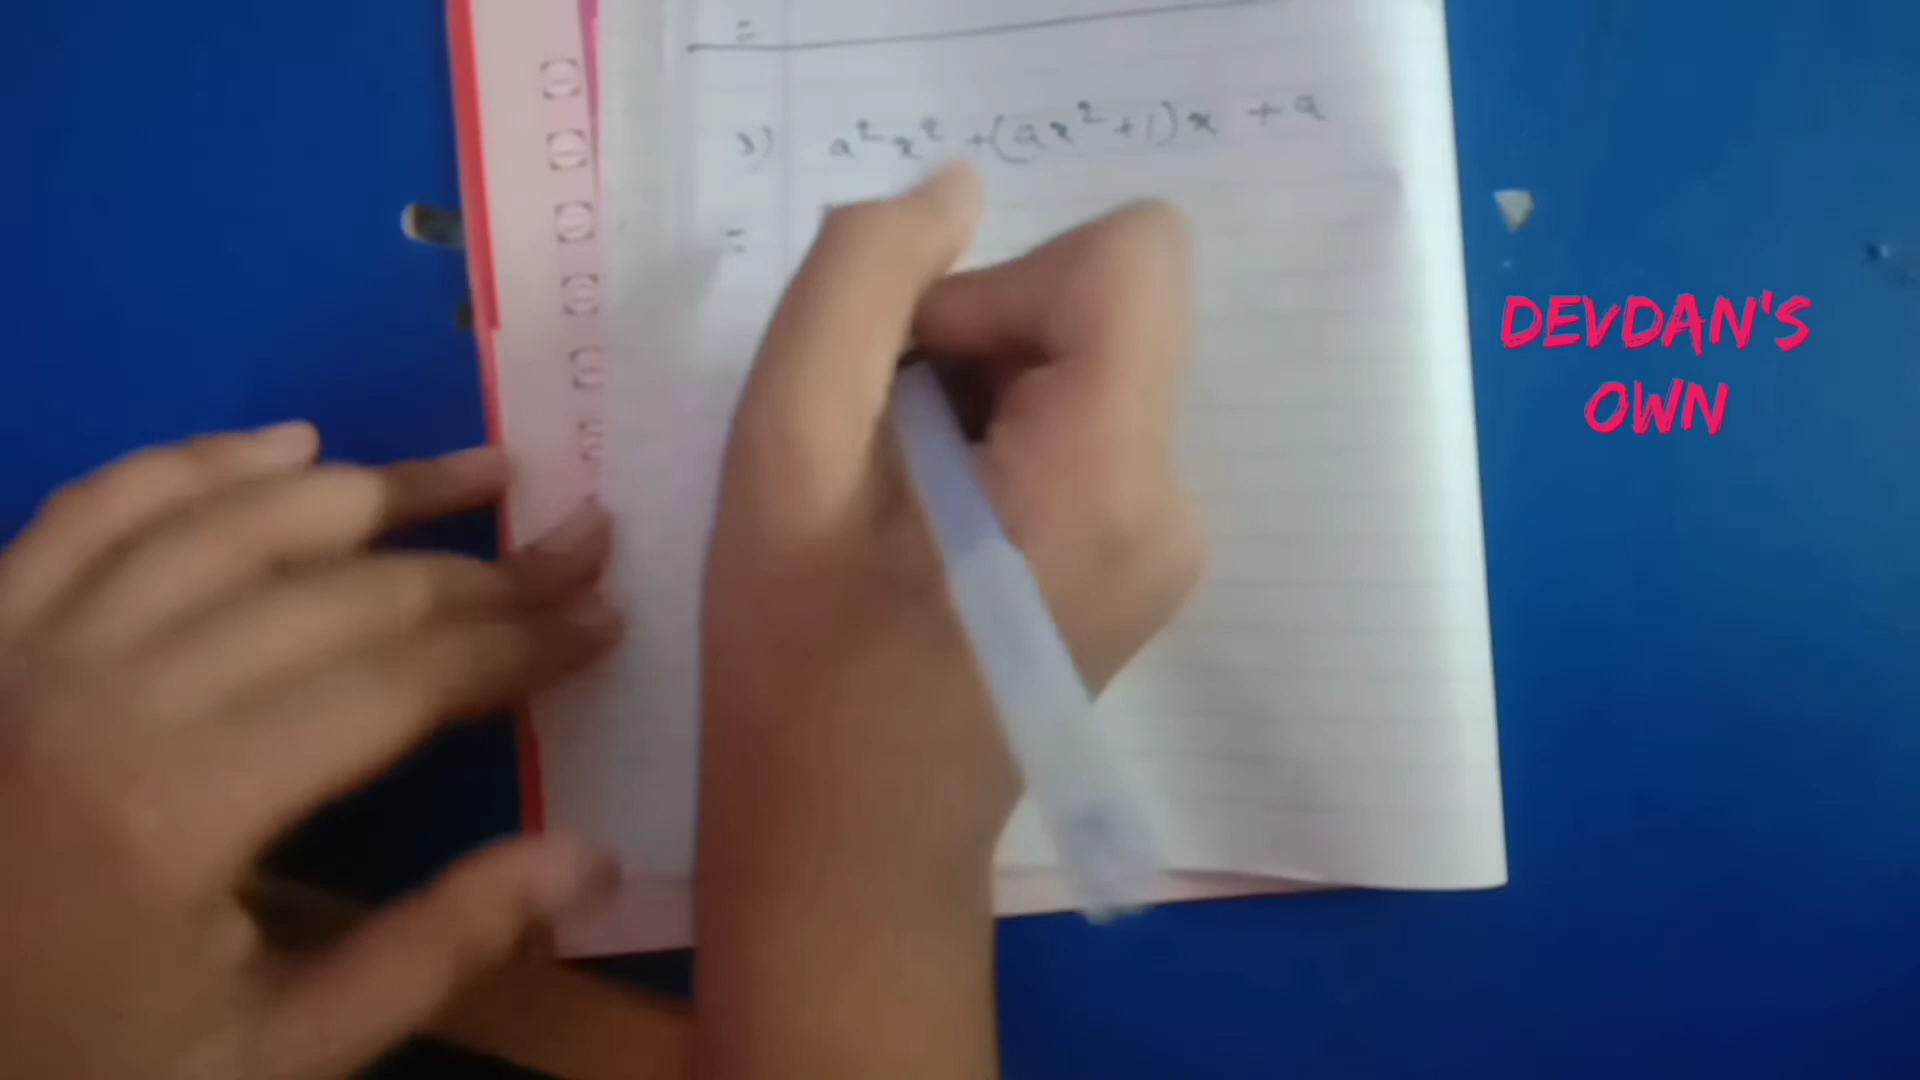 =
3) a²x² + (ax² + 1)x + a
=
DEVDAN'S
OWN